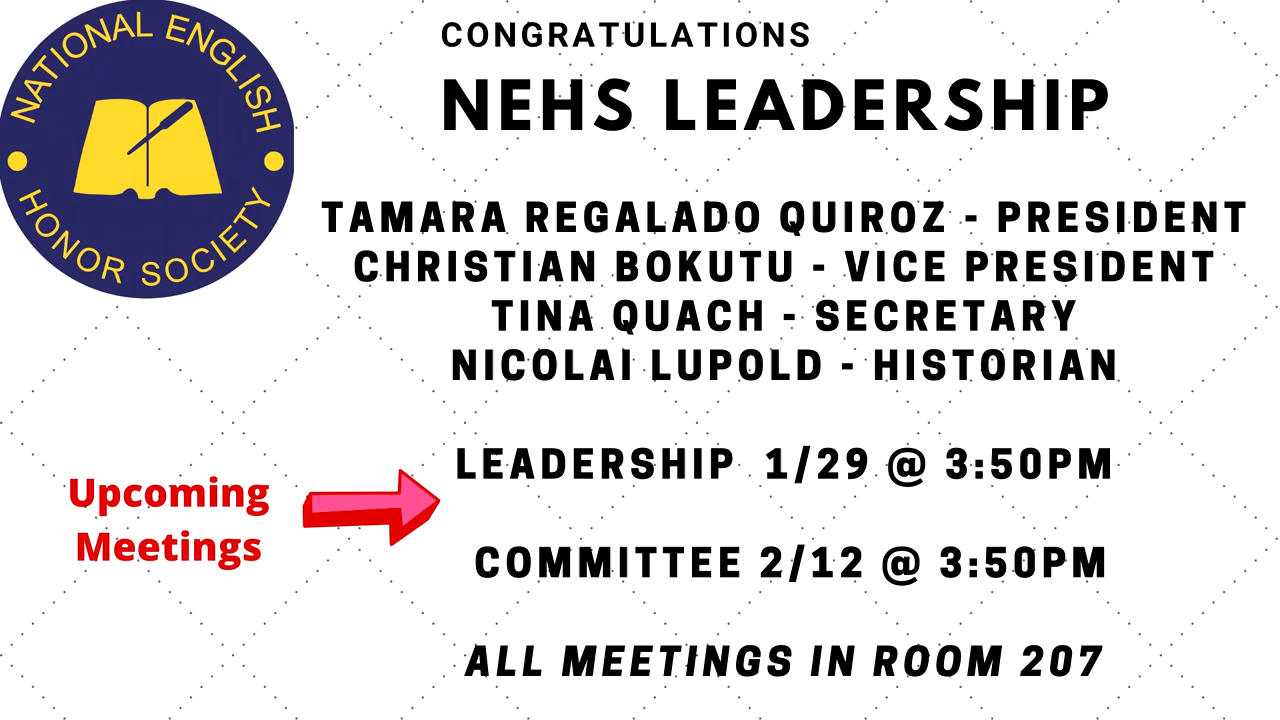 NATIONAL ENGLISH
HONOR SOCIETY
CONGRATULATIONS
NEHS LEADERSHIP
TAMARA REGALADO QUIROZ - PRESIDENT
CHRISTIAN BOKUTU - VICE PRESIDENT
TINA QUACH - SECRETARY
NICOLAI LUPOLD - HISTORIAN
Upcoming
Meetings
LEADERSHIP 1/29 @ 3:50PM
COMMITTEE 2/12 @ 3:50PM
ALL MEETINGS IN ROOM 207